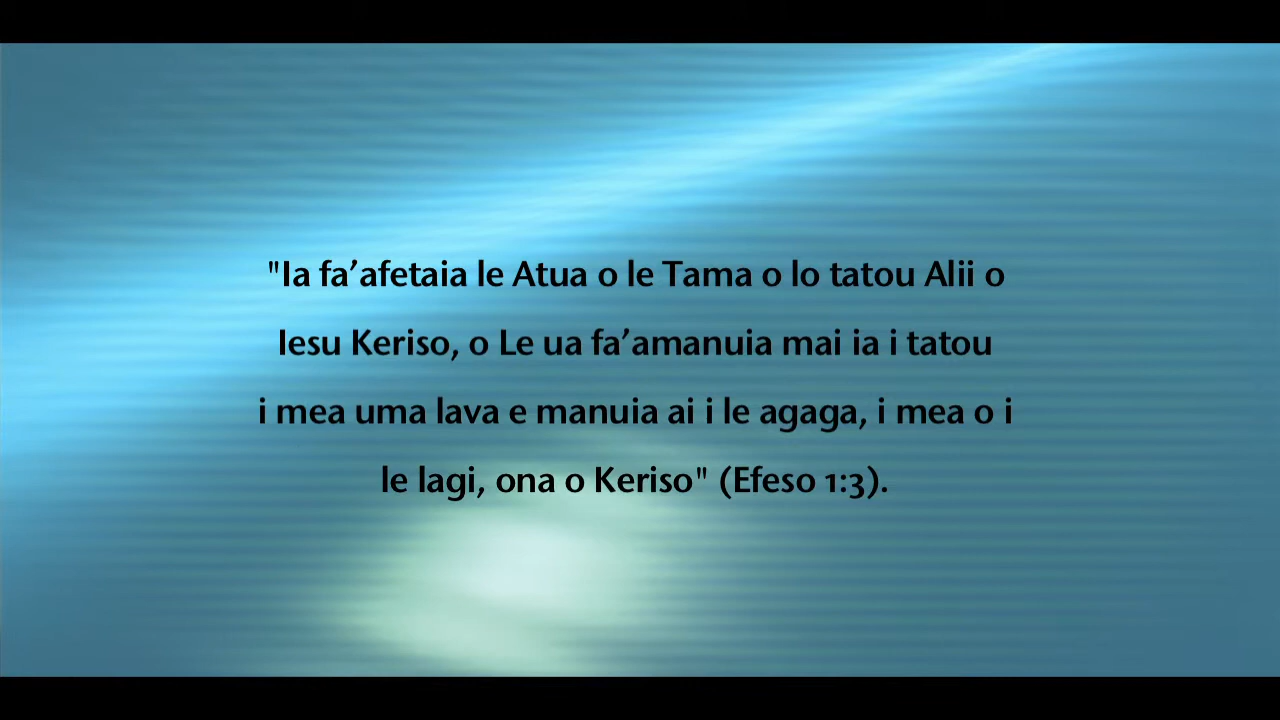 "Ia fa’afetaia le Atua o le Tama o lo tatou Alii o
Iesu Keriso, o Le ua fa’amanuia mai ia i tatou
i mea uma lava e manuia ai i le agaga, i mea o i
le lagi, ona o Keriso" (Efeso 1:3).